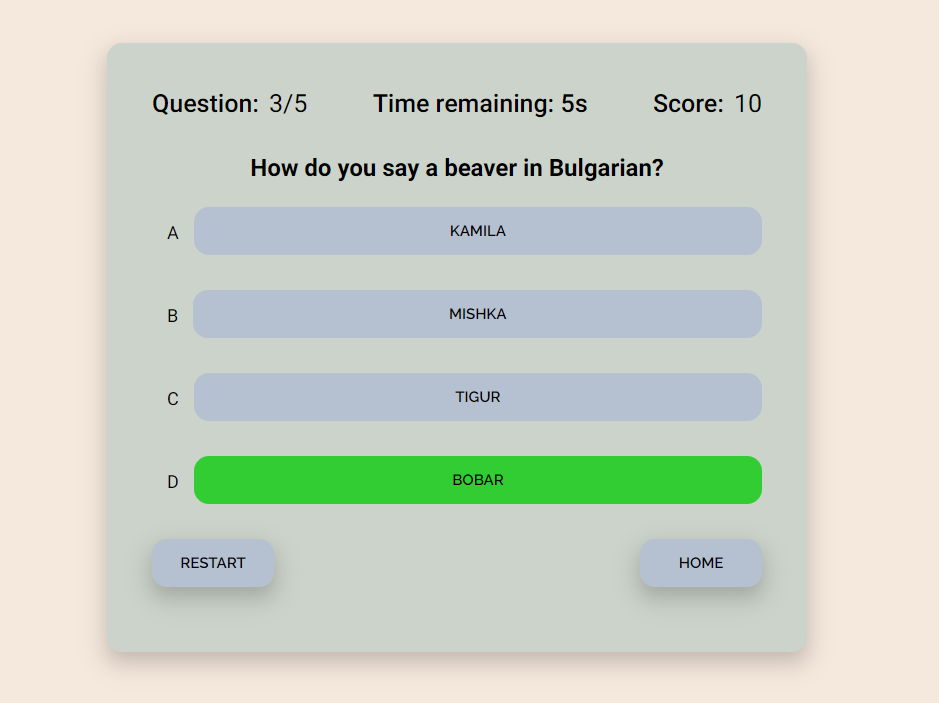 Question: 3/5 Time remaining: 5s Score: 10
How do you say a beaver in Bulgarian?
A KAMILA
B MISHKA
C TIGUR
D BOBAR
RESTART HOME